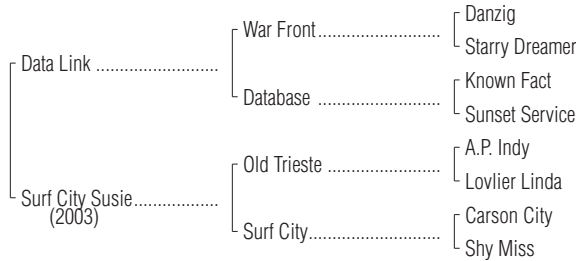 Danzig
War Front
Starry Dreamer
Data Link
Known Fact
Database
Sunset Service
A.P. Indy
Old Trieste
Lovlier Linda
Surf City Susie
(2003)
Carson City
Surf City
Shy Miss